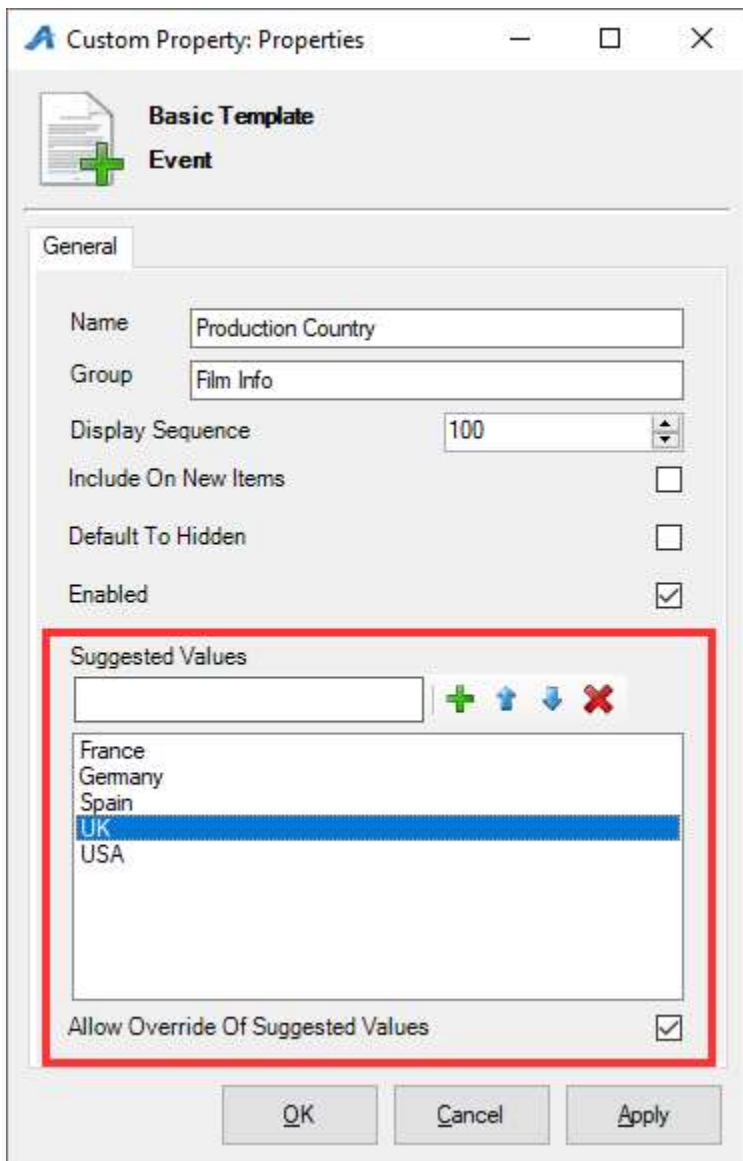 Custom Property: Properties
Basic Template
Event
General
Name Production Country
Group Film Info
Display Sequence 100
Include On New Items
Default To Hidden
Enabled
Suggested Values
France
Germany
Spain
UK
USA
Allow Override Of Suggested Values
OK Cancel Apply